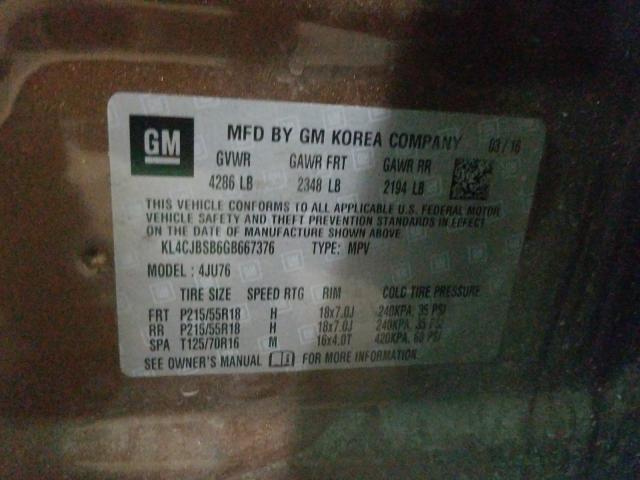 GM
MFD BY GM KOREA COMPANY 03/16
GVWR GAWR FRT GAWR RR
4286 LB 2348 LB 2194 LB
THIS VEHICLE CONFORMS TO ALL APPLICABLE U.S. FEDERAL MOTOR
VEHICLE SAFETY AND THEFT PREVENTION STANDARDS IN EFFECT
ON THE DATE OF MANUFACTURE SHOWN ABOVE.
KL4CJBSB6GB667376 TYPE: MPV
MODEL: 4JU76
TIRE SIZE SPEED RTG RIM COLD TIRE PRESSURE
FRT P215/55R18 H 18x7.0J 240KPA, 35 PSI
RR P215/55R18 H 18x7.0J 240KPA, 35 PSI
SPA T125/70R16 M 16x4.0T 420KPA, 60 PSI
SEE OWNER'S MANUAL FOR MORE INFORMATION.